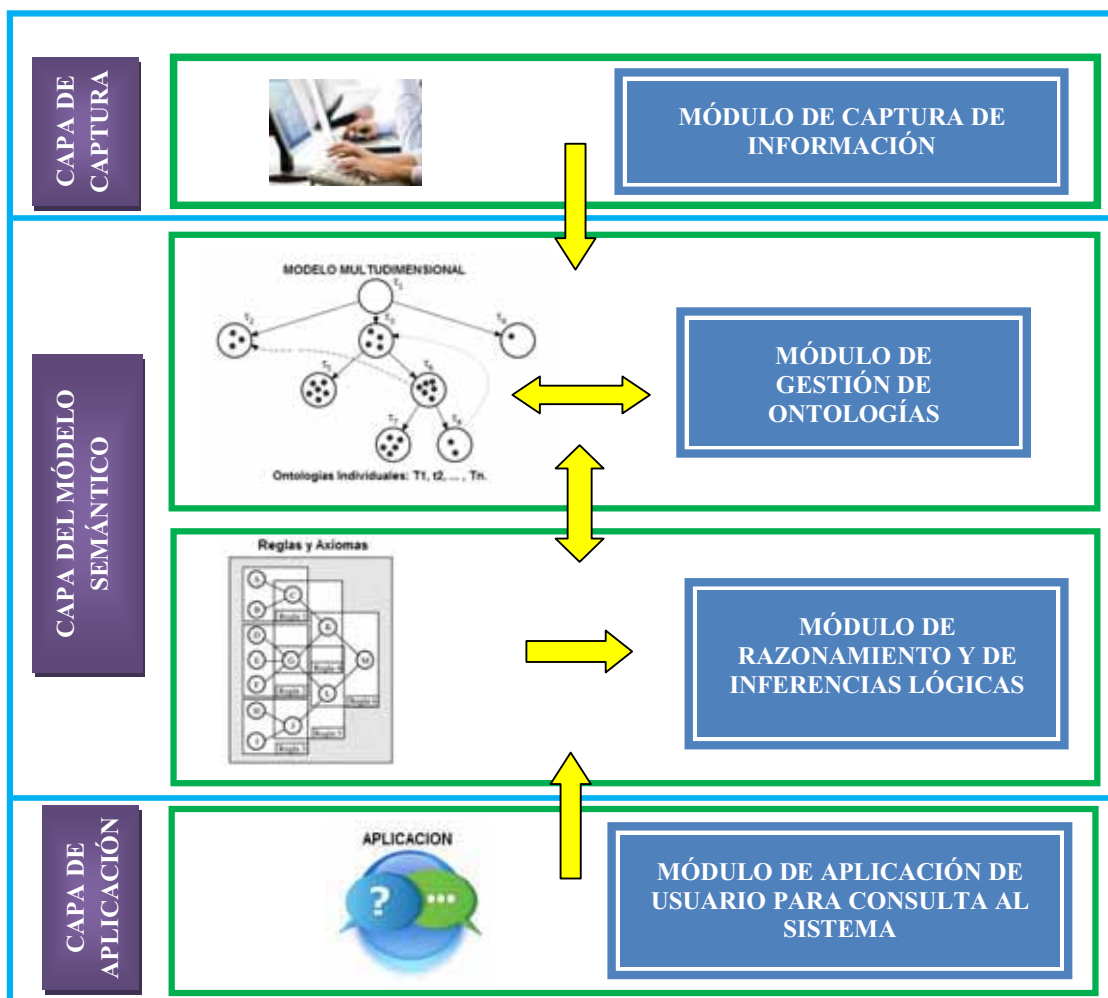 CAPA DE
CAPTURA
MÓDULO DE CAPTURA DE
INFORMACIÓN
CAPA DEL MÓDELO
SEMÁNTICO
MODELO MULTUDIMENSIONAL
Ontologías Individuales: T1, t2, ... , Tn.
MÓDULO DE
GESTIÓN DE
ONTOLOGÍAS
Reglas y Axiomas
A
C
K
M
G
L
MÓDULO DE
RAZONAMIENTO Y DE
INFERENCIAS LÓGICAS
CAPA DE
APLICACIÓN
APLICACION
?
MÓDULO DE APLICACIÓN DE
USUARIO PARA CONSULTA AL
SISTEMA